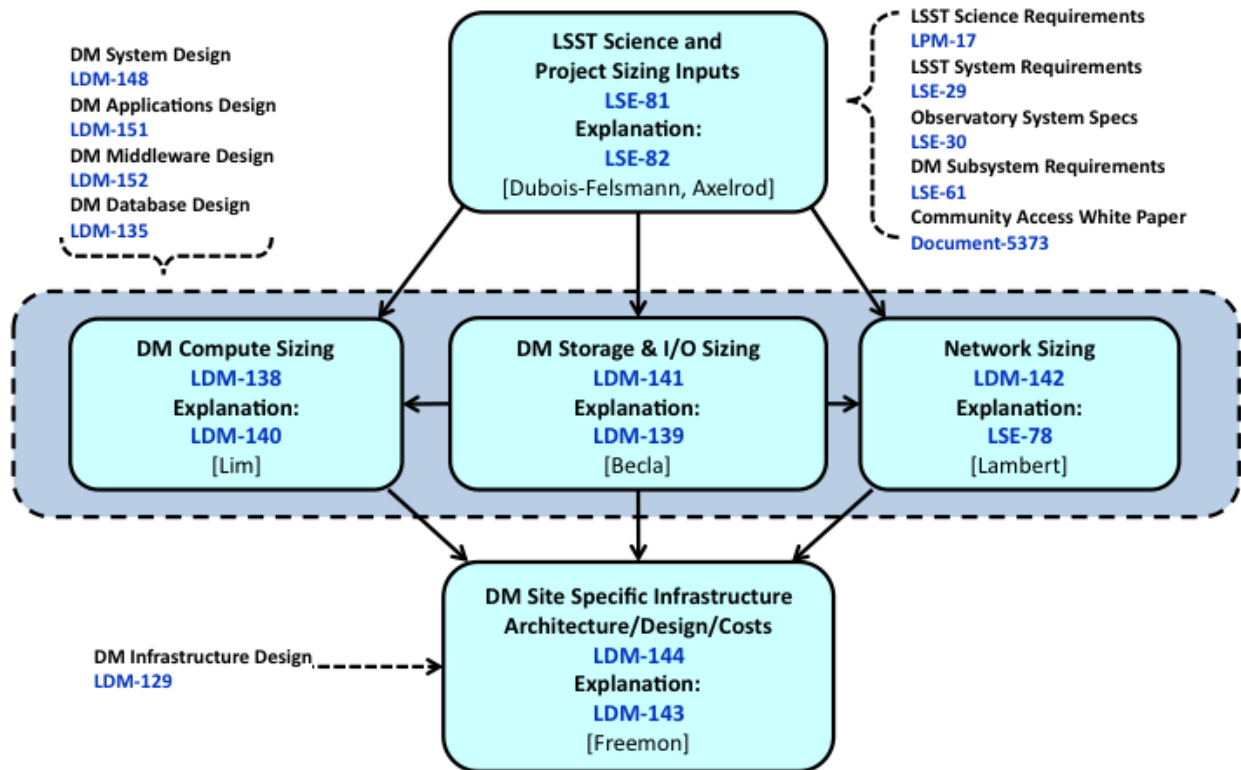 DM System Design
LDM-148
DM Applications Design
LDM-151
DM Middleware Design
LDM-152
DM Database Design
LDM-135
LSST Science and
Project Sizing Inputs
LSE-81
Explanation:
LSE-82
[Dubois-Felsmann, Axelrod]
LSST Science Requirements
LPM-17
LSST System Requirements
LSE-29
Observatory System Specs
LSE-30
DM Subsystem Requirements
LSE-61
Community Access White Paper
Document-5373
DM Compute Sizing
LDM-138
Explanation:
LDM-140
[Lim]
DM Storage & I/O Sizing
LDM-141
Explanation:
LDM-139
[Becla]
Network Sizing
LDM-142
Explanation:
LSE-78
[Lambert]
DM Infrastructure Design
LDM-129
DM Site Specific Infrastructure
Architecture/Design/Costs
LDM-144
Explanation:
LDM-143
[Freemon]